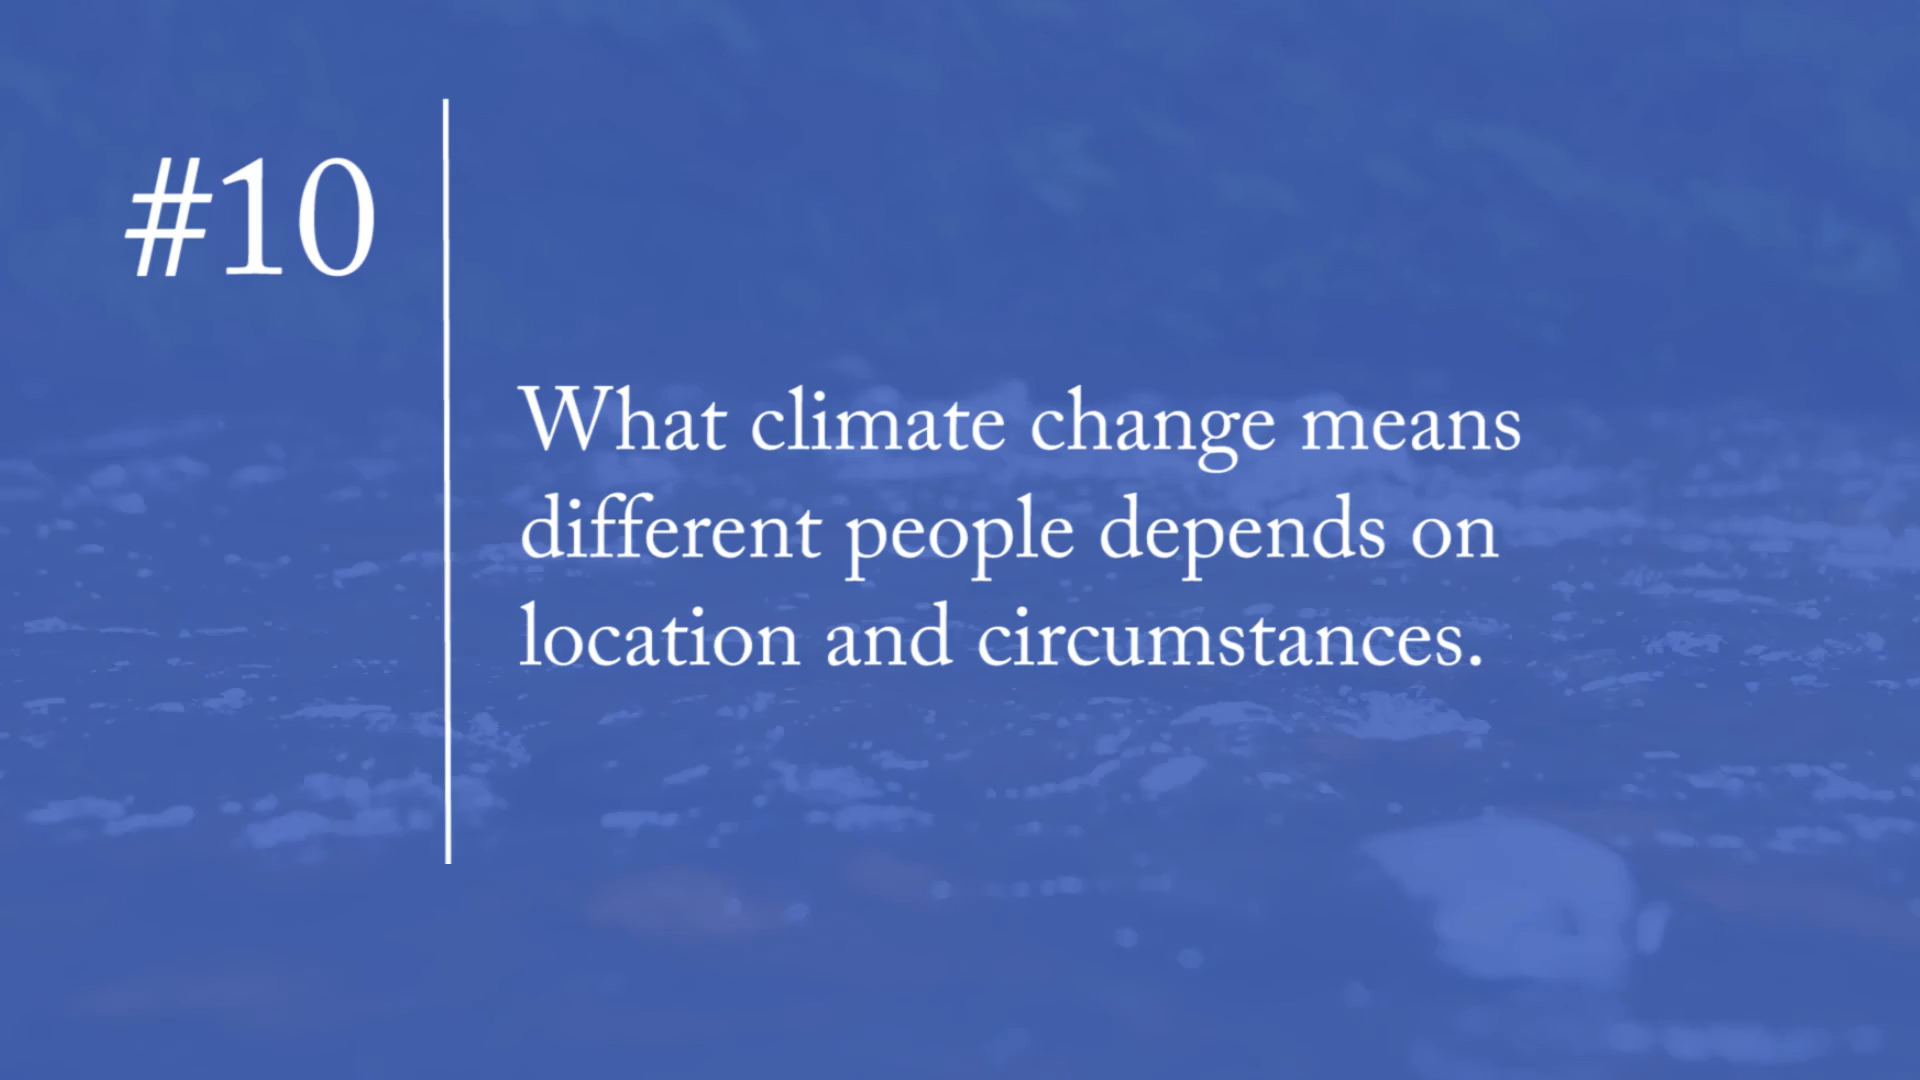 #10
What climate change means
different people depends on
location and circumstances.